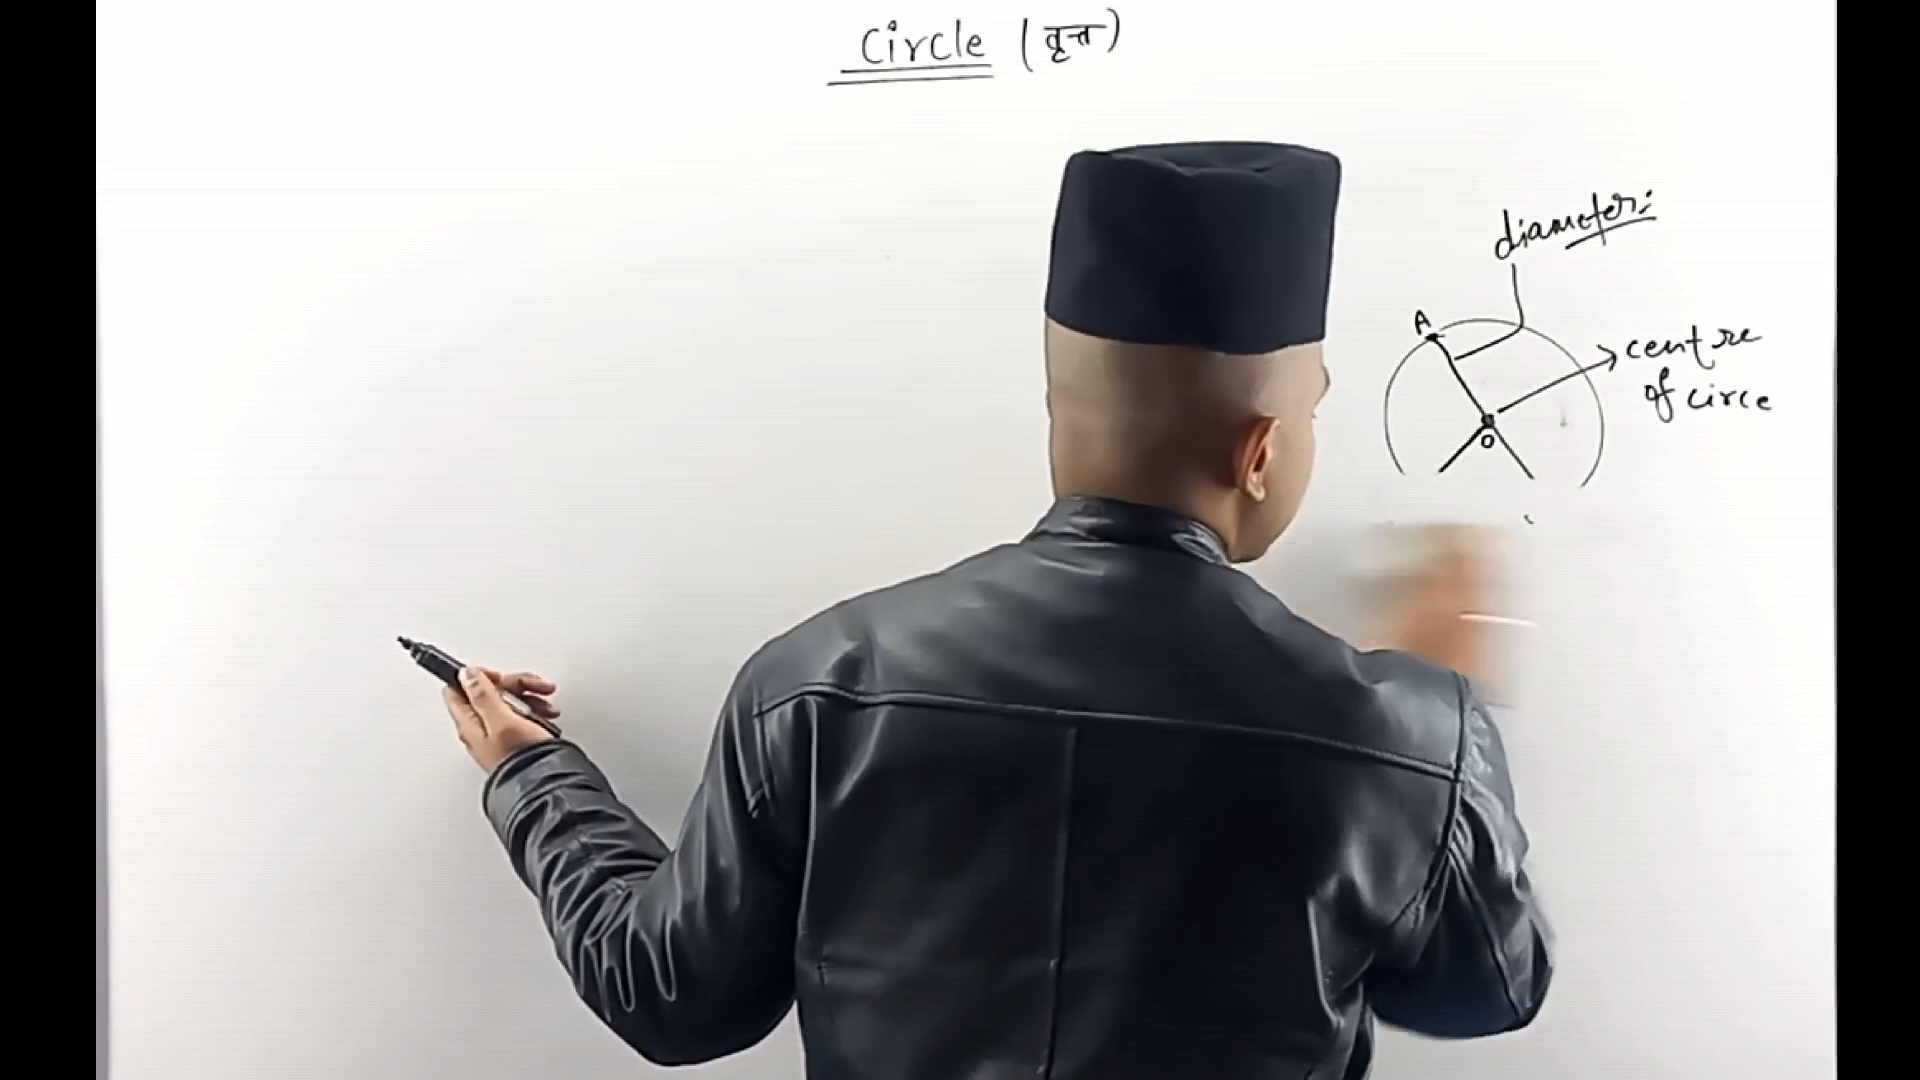 Circle (वृत्त)
diameter:
A
centre
of circe
O